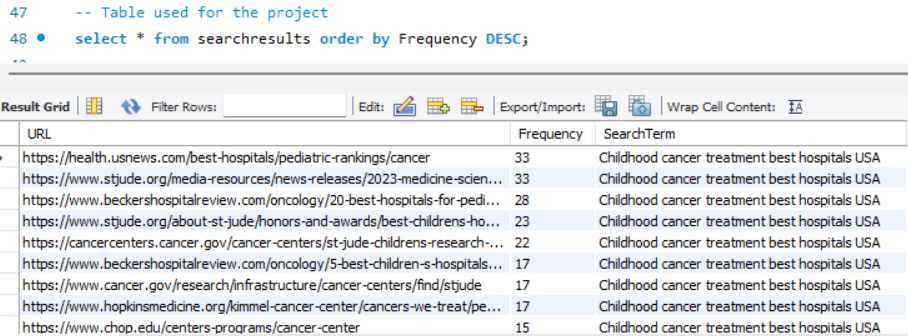 47 -- Table used for the project
48 select * from searchresults order by Frequency DESC;
Result Grid Filter Rows: Edit: Export/Import: Wrap Cell Content: IA
URL Frequency SearchTerm
https://health.usnews.com/best-hospitals/pediatric-rankings/cancer 33 Childhood cancer treatment best hospitals USA
https://www.stjude.org/media-resources/news-releases/2023-medicine-scien... 33 Childhood cancer treatment best hospitals USA
https://www.beckershospitalreview.com/oncology/20-best-hospitals-for-pedi... 28 Childhood cancer treatment best hospitals USA
https://www.stjude.org/about-st-jude/honors-and-awards/best-childrens-ho... 23 Childhood cancer treatment best hospitals USA
https://cancercenters.cancer.gov/cancer-centers/st-jude-childrens-research-... 22 Childhood cancer treatment best hospitals USA
https://www.beckershospitalreview.com/oncology/5-best-children-s-hospitals... 17 Childhood cancer treatment best hospitals USA
https://www.cancer.gov/research/infrastructure/cancer-centers/find/stjude 17 Childhood cancer treatment best hospitals USA
https://www.hopkinsmedicine.org/kimmel-cancer-center/cancers-we-treat/pe... 17 Childhood cancer treatment best hospitals USA
https://www.chop.edu/centers-programs/cancer-center 15 Childhood cancer treatment best hospitals USA